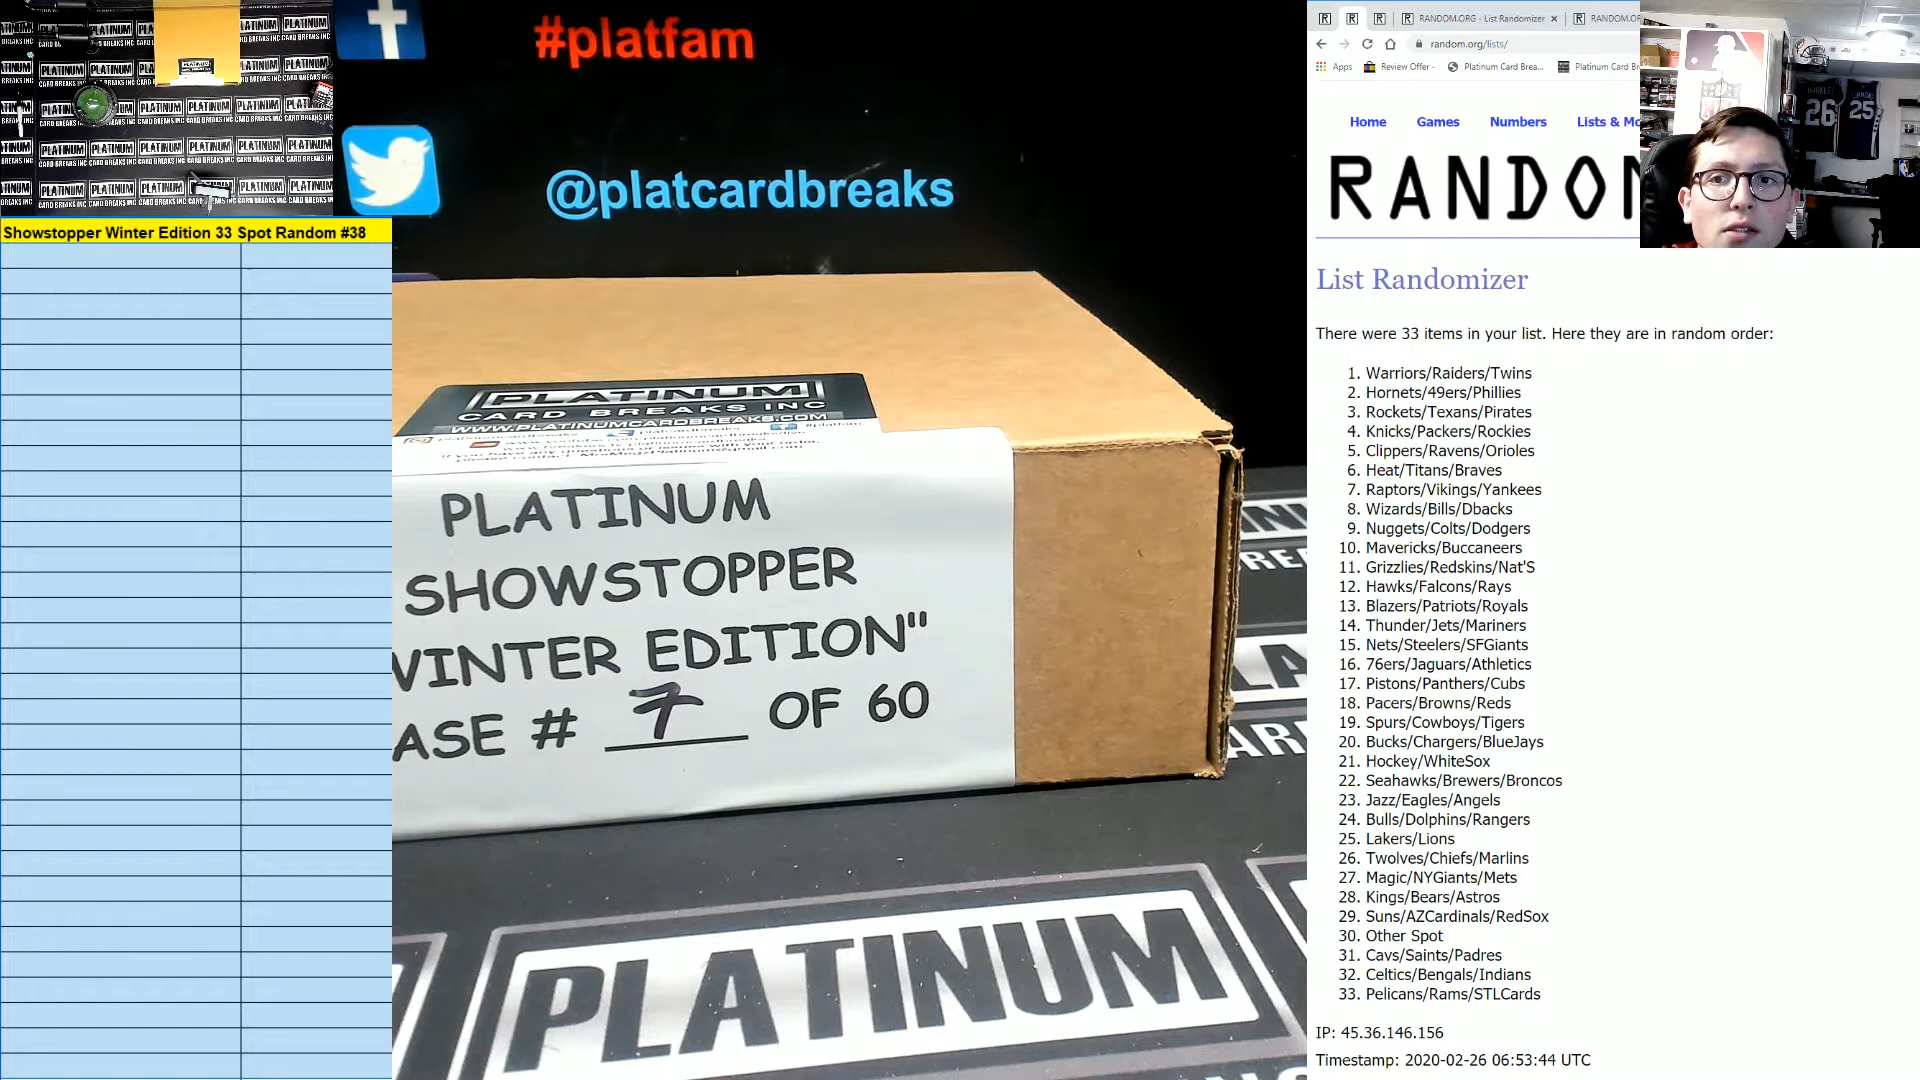 #platfam
@platcardbreaks
Showstopper Winter Edition 33 Spot Random #38
PLATINUM
CARD BREAKS INC
WWW.PLATINUMCARDBREAKS.COM
PLATINUM
SHOWSTOPPER
WINTER EDITION"
ASE # 7 OF 60
PLATINUM
RANDOM.ORG - List Randomizer
random.org/lists/
Apps
Review Offer -
Platinum Card Brea...
Platinum Card Br
Home Games Numbers Lists & Mo
RANDO
BARKLEY
26
SIMMONS
25
List Randomizer
There were 33 items in your list. Here they are in random order:
1. Warriors/Raiders/Twins
2. Hornets/49ers/Phillies
3. Rockets/Texans/Pirates
4. Knicks/Packers/Rockies
5. Clippers/Ravens/Orioles
6. Heat/Titans/Braves
7. Raptors/Vikings/Yankees
8. Wizards/Bills/Dbacks
9. Nuggets/Colts/Dodgers
10. Mavericks/Buccaneers
11. Grizzlies/Redskins/Nat'S
12. Hawks/Falcons/Rays
13. Blazers/Patriots/Royals
14. Thunder/Jets/Mariners
15. Nets/Steelers/SFGiants
16. 76ers/Jaguars/Athletics
17. Pistons/Panthers/Cubs
18. Pacers/Browns/Reds
19. Spurs/Cowboys/Tigers
20. Bucks/Chargers/BlueJays
21. Hockey/WhiteSox
22. Seahawks/Brewers/Broncos
23. Jazz/Eagles/Angels
24. Bulls/Dolphins/Rangers
25. Lakers/Lions
26. Twolves/Chiefs/Marlins
27. Magic/NYGiants/Mets
28. Kings/Bears/Astros
29. Suns/AZCardinals/RedSox
30. Other Spot
31. Cavs/Saints/Padres
32. Celtics/Bengals/Indians
33. Pelicans/Rams/STLCards
IP: 45.36.146.156
Timestamp: 2020-02-26 06:53:44 UTC